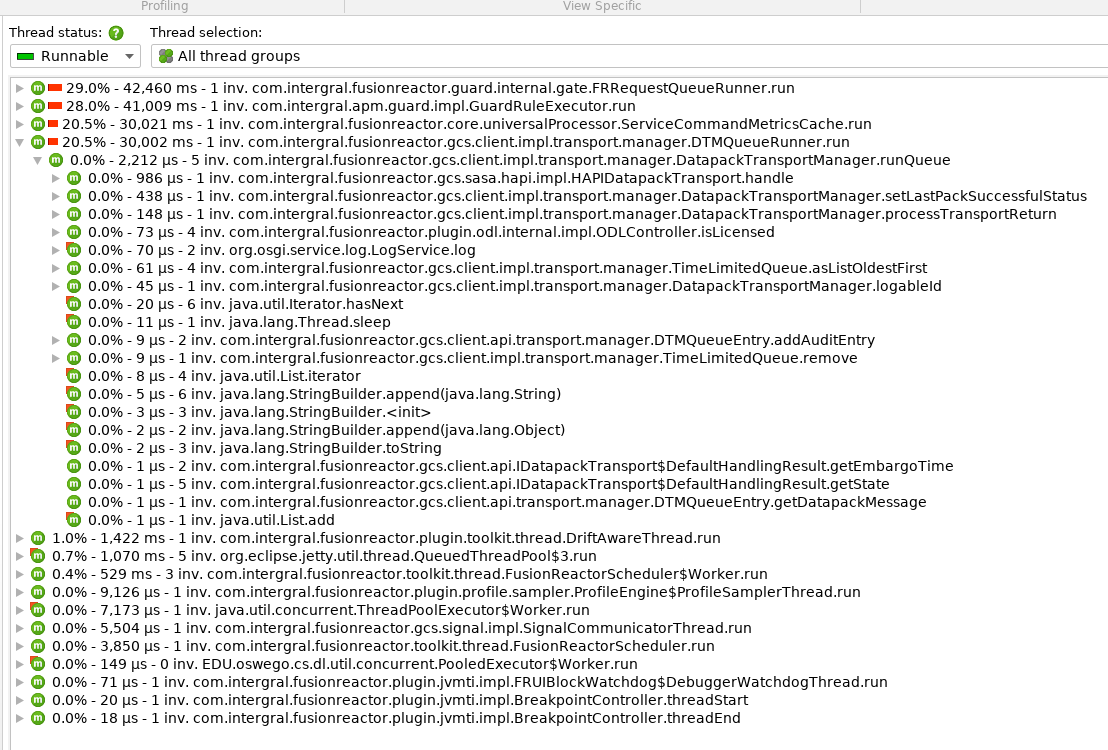 Profiling View Specific
Thread status: ? Thread selection:
Runnable All thread groups
m 29.0% - 42,460 ms - 1 inv. com.intergral.fusionreactor.guard.internal.gate.FRRequestQueueRunner.run
m 28.0% - 41,009 ms - 1 inv. com.intergral.apm.guard.impl.GuardRuleExecutor.run
m 20.5% - 30,021 ms - 1 inv. com.intergral.fusionreactor.core.universalProcessor.ServiceCommandMetricsCache.run
m 20.5% - 30,002 ms - 1 inv. com.intergral.fusionreactor.gcs.client.impl.transport.manager.DTMQueueRunner.run
m 0.0% - 2,212 µs - 5 inv. com.intergral.fusionreactor.gcs.client.impl.transport.manager.DatapackTransportManager.runQueue
m 0.0% - 986 µs - 1 inv. com.intergral.fusionreactor.gcs.sasa.hapi.impl.HAPIDatapackTransport.handle
m 0.0% - 438 µs - 1 inv. com.intergral.fusionreactor.gcs.client.impl.transport.manager.DatapackTransportManager.setLastPackSuccessfulStatus
m 0.0% - 148 µs - 1 inv. com.intergral.fusionreactor.gcs.client.impl.transport.manager.DatapackTransportManager.processTransportReturn
m 0.0% - 73 µs - 4 inv. com.intergral.fusionreactor.plugin.odl.internal.impl.ODLController.isLicensed
m 0.0% - 70 µs - 2 inv. org.osgi.service.log.LogService.log
m 0.0% - 61 µs - 4 inv. com.intergral.fusionreactor.gcs.client.impl.transport.manager.TimeLimitedQueue.asListOldestFirst
m 0.0% - 45 µs - 1 inv. com.intergral.fusionreactor.gcs.client.impl.transport.manager.DatapackTransportManager.logableId
m 0.0% - 20 µs - 6 inv. java.util.Iterator.hasNext
m 0.0% - 11 µs - 1 inv. java.lang.Thread.sleep
m 0.0% - 9 µs - 2 inv. com.intergral.fusionreactor.gcs.client.api.transport.manager.DTMQueueEntry.addAuditEntry
m 0.0% - 9 µs - 1 inv. com.intergral.fusionreactor.gcs.client.impl.transport.manager.TimeLimitedQueue.remove
m 0.0% - 8 µs - 4 inv. java.util.List.iterator
m 0.0% - 5 µs - 6 inv. java.lang.StringBuilder.append(java.lang.String)
m 0.0% - 3 µs - 3 inv. java.lang.StringBuilder.<init>
m 0.0% - 2 µs - 2 inv. java.lang.StringBuilder.append(java.lang.Object)
m 0.0% - 2 µs - 3 inv. java.lang.StringBuilder.toString
m 0.0% - 1 µs - 2 inv. com.intergral.fusionreactor.gcs.client.api.IDatapackTransport$DefaultHandlingResult.getEmbargoTime
m 0.0% - 1 µs - 5 inv. com.intergral.fusionreactor.gcs.client.api.IDatapackTransport$DefaultHandlingResult.getState
m 0.0% - 1 µs - 1 inv. com.intergral.fusionreactor.gcs.client.api.transport.manager.DTMQueueEntry.getDatapackMessage
m 0.0% - 1 µs - 1 inv. java.util.List.add
m 1.0% - 1,422 ms - 1 inv. com.intergral.fusionreactor.plugin.toolkit.thread.DriftAwareThread.run
m 0.7% - 1,070 ms - 5 inv. org.eclipse.jetty.util.thread.QueuedThreadPool$3.run
m 0.4% - 529 ms - 3 inv. com.intergral.fusionreactor.toolkit.thread.FusionReactorScheduler$Worker.run
m 0.0% - 9,126 µs - 1 inv. com.intergral.fusionreactor.plugin.profile.sampler.ProfileEngine$ProfileSamplerThread.run
m 0.0% - 7,173 µs - 1 inv. java.util.concurrent.ThreadPoolExecutor$Worker.run
m 0.0% - 5,504 µs - 1 inv. com.intergral.fusionreactor.gcs.signal.impl.SignalCommunicatorThread.run
m 0.0% - 3,850 µs - 1 inv. com.intergral.fusionreactor.toolkit.thread.FusionReactorScheduler.run
m 0.0% - 149 µs - 0 inv. EDU.oswego.cs.dl.util.concurrent.PooledExecutor$Worker.run
m 0.0% - 71 µs - 1 inv. com.intergral.fusionreactor.plugin.jvmti.impl.FRUIBlockWatchdog$DebuggerWatchdogThread.run
m 0.0% - 20 µs - 1 inv. com.intergral.fusionreactor.plugin.jvmti.impl.BreakpointController.threadStart
m 0.0% - 18 µs - 1 inv. com.intergral.fusionreactor.plugin.jvmti.impl.BreakpointController.threadEnd